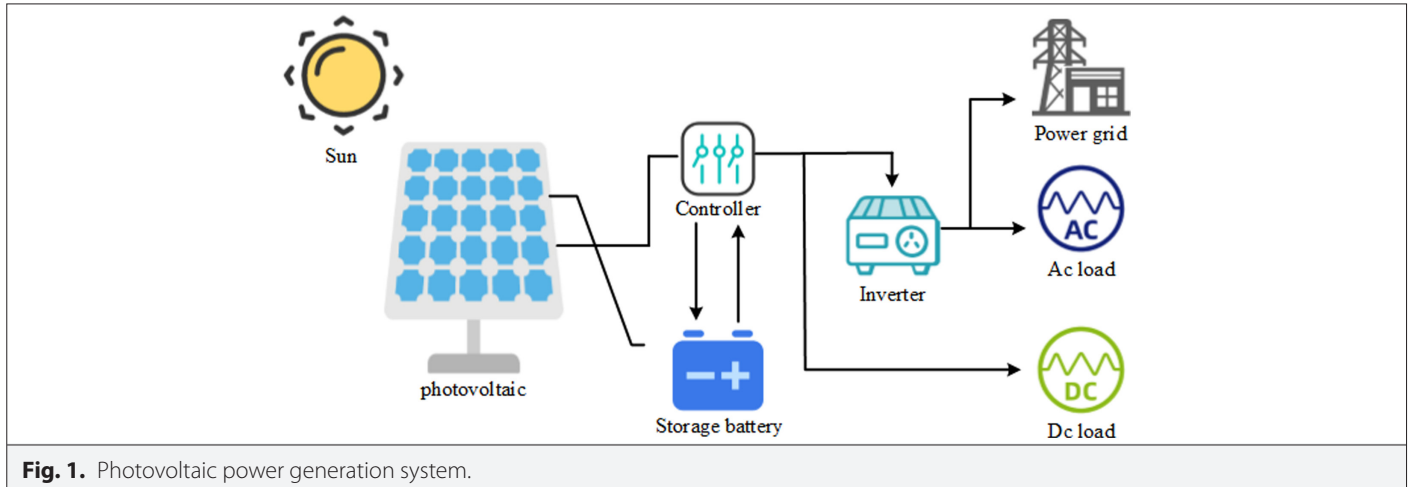 Sun
Power grid
Controller
AC
Ac load
Inverter
photovoltaic
Storage battery
DC
Dc load
Fig. 1. Photovoltaic power generation system.